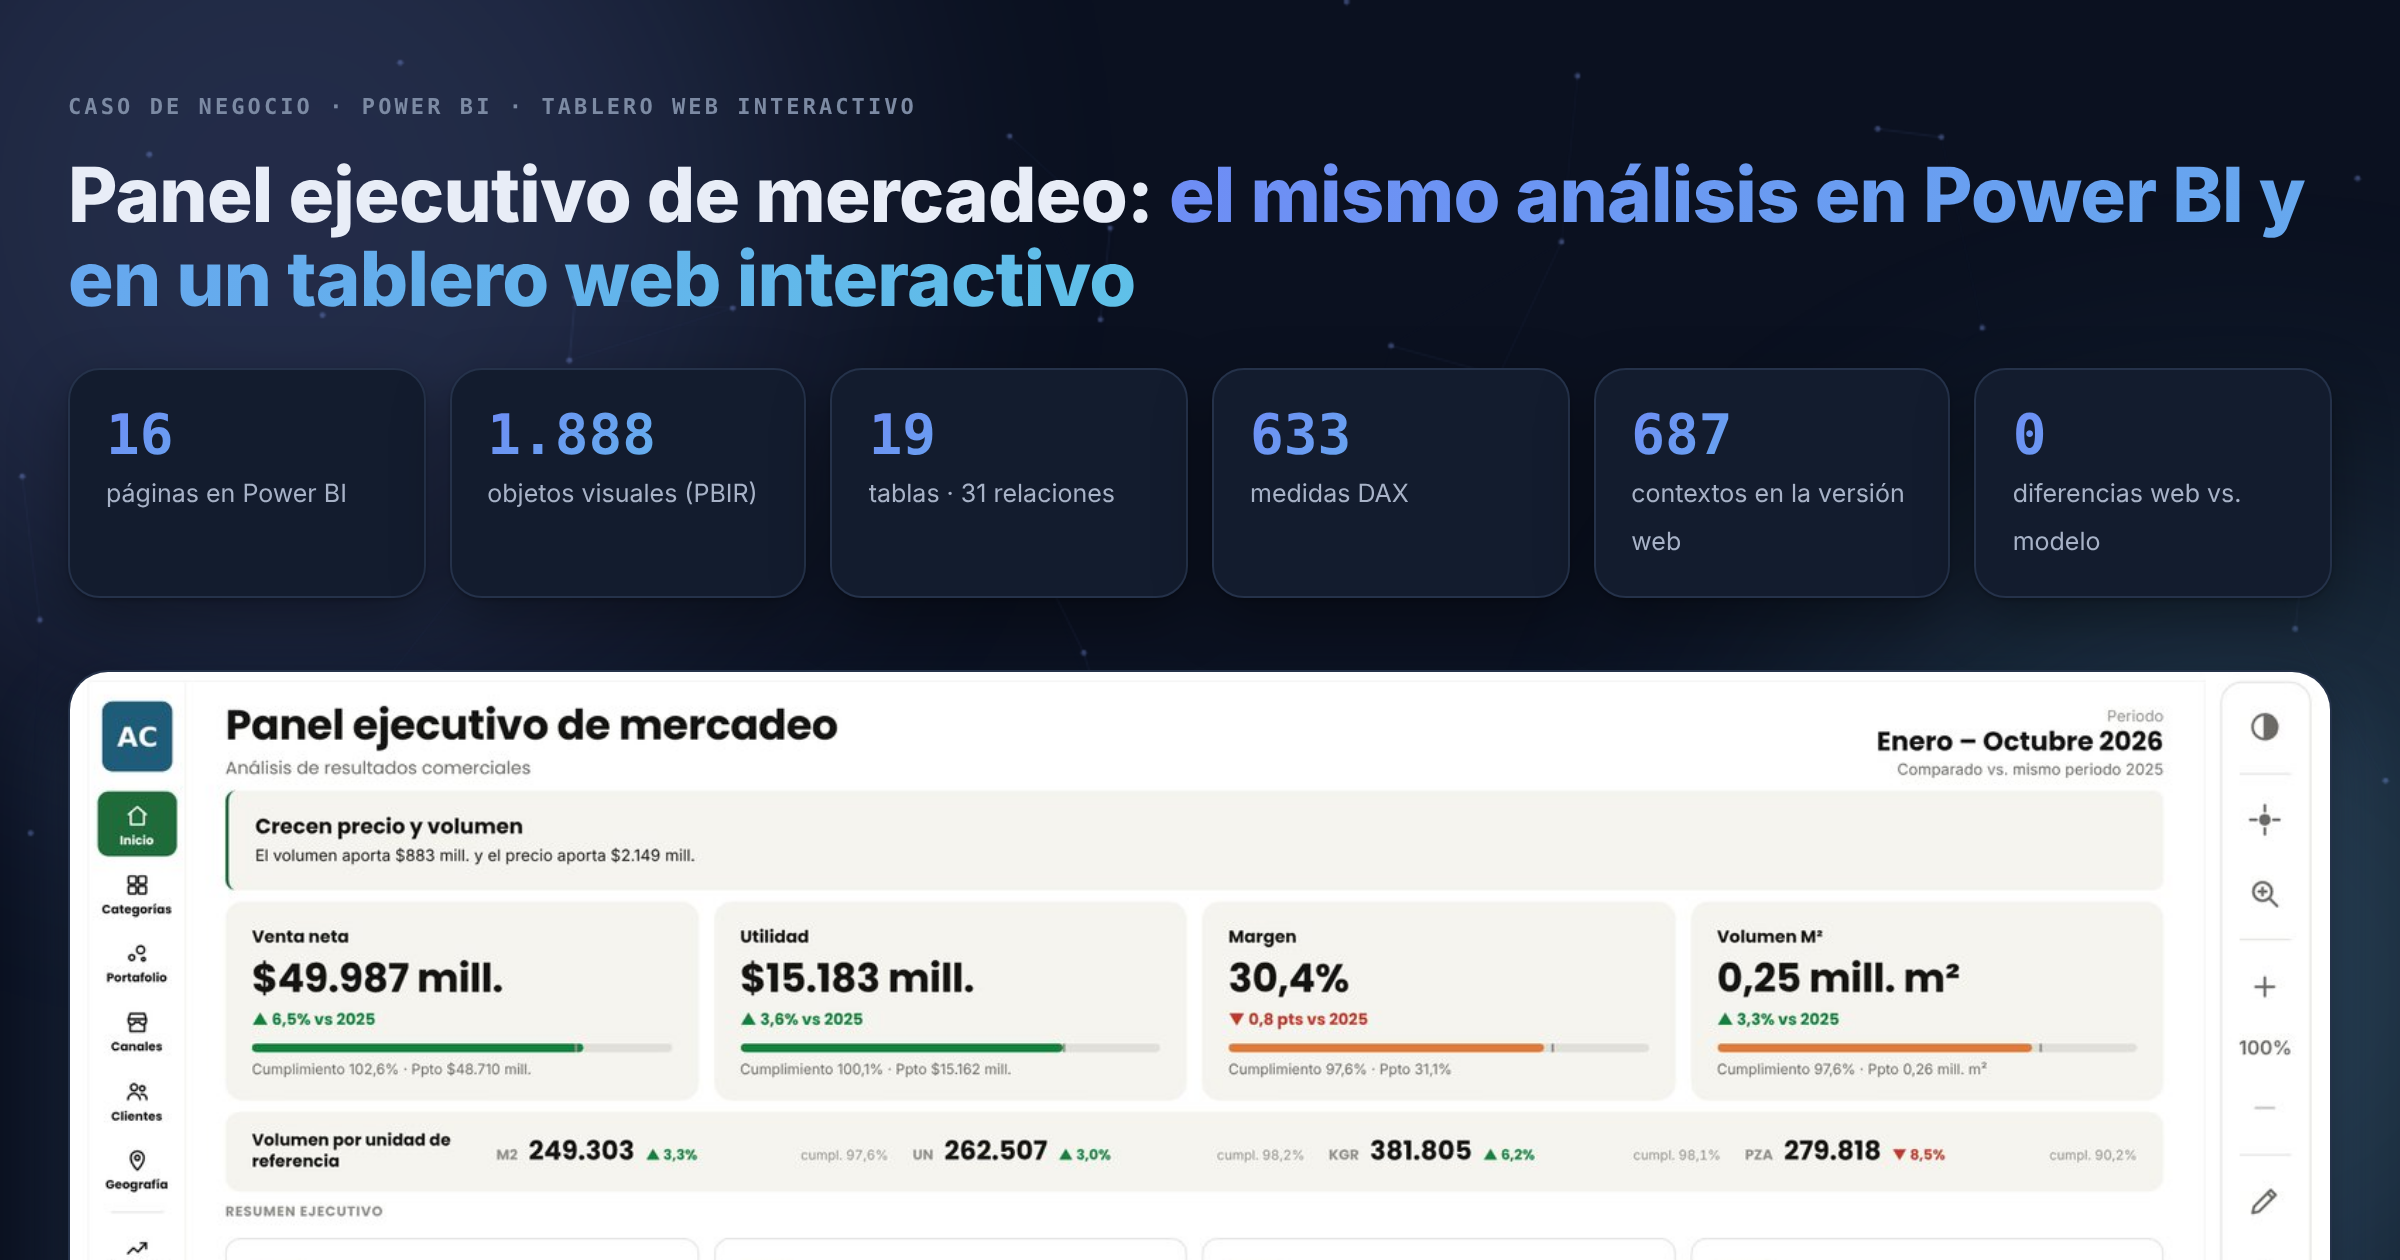 CASO DE NEGOCIO · POWER BI · TABLERO WEB INTERACTIVO
Panel ejecutivo de mercadeo: el mismo análisis en Power BI y
en un tablero web interactivo
16
páginas en Power BI
1.888
objetos visuales (PBIR)
19
tablas · 31 relaciones
633
medidas DAX
687
contextos en la versión
web
0
diferencias web vs.
modelo
AC
Inicio
Categorías
Portafolio
Canales
Clientes
Geografía
Panel ejecutivo de mercadeo
Análisis de resultados comerciales
Periodo
Enero – Octubre 2026
Comparado vs. mismo periodo 2025
Crecen precio y volumen
El volumen aporta $883 mill. y el precio aporta $2.149 mill.
Venta neta
$49.987 mill.
▲ 6,5% vs 2025
Cumplimiento 102,6% · Ppto $48.710 mill.
Utilidad
$15.183 mill.
▲ 3,6% vs 2025
Cumplimiento 100,1% · Ppto $15.162 mill.
Margen
30,4%
▼ 0,8 pts vs 2025
Cumplimiento 97,6% · Ppto 31,1%
Volumen M²
0,25 mill. m²
▲ 3,3% vs 2025
Cumplimiento 97,6% · Ppto 0,26 mill. m²
Volumen por unidad de
referencia
M2 249.303 ▲ 3,3% cumpl. 97,6%
UN 262.507 ▲ 3,0% cumpl. 98,2%
KGR 381.805 ▲ 6,2% cumpl. 98,1%
PZA 279.818 ▼ 8,5% cumpl. 90,2%
RESUMEN EJECUTIVO
100%